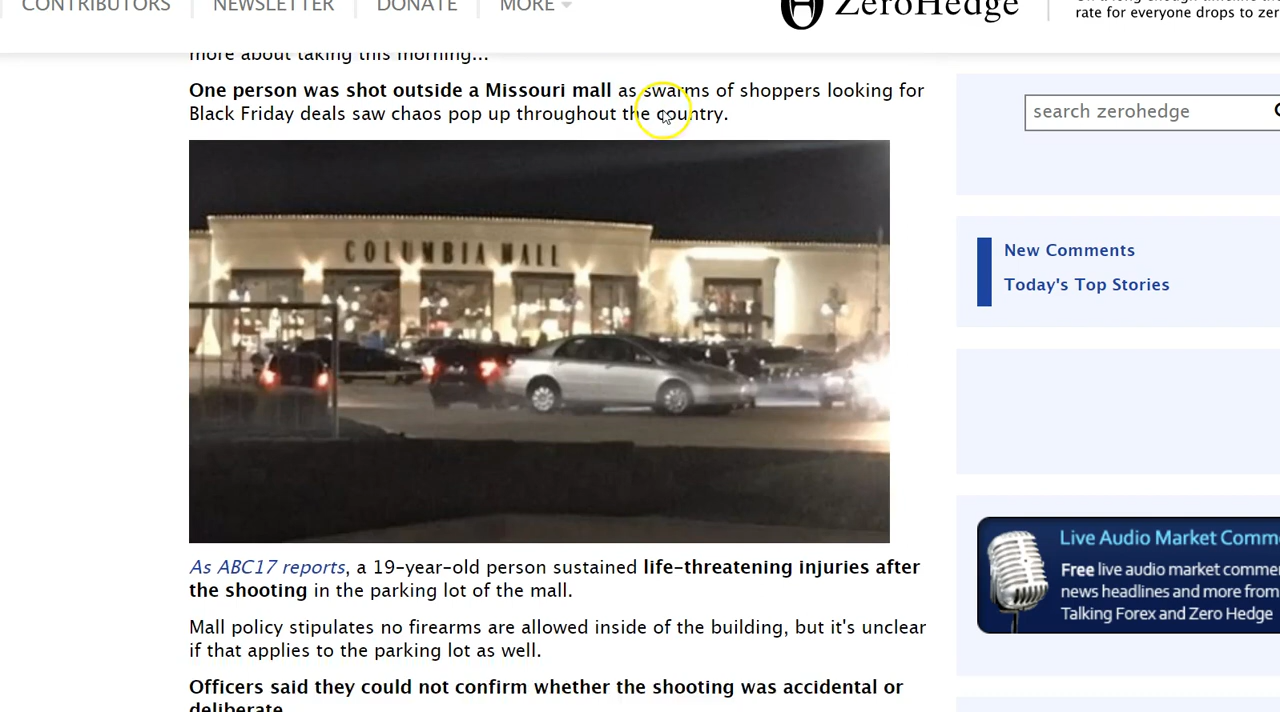 CONTRIBUTORS NEWSLETTER DONATE MORE
ZeroHedge
rate for everyone drops to zer
more about taking this morning...
One person was shot outside a Missouri mall as swarms of shoppers looking for
Black Friday deals saw chaos pop up throughout the country.
search zerohedge
COLUMBIA MALL
New Comments
Today's Top Stories
Live Audio Market Comme
Free live audio market commen
news headlines and more from
Talking Forex and Zero Hedge
As ABC17 reports, a 19-year-old person sustained life-threatening injuries after
the shooting in the parking lot of the mall.
Mall policy stipulates no firearms are allowed inside of the building, but it's unclear
if that applies to the parking lot as well.
Officers said they could not confirm whether the shooting was accidental or
deliberate